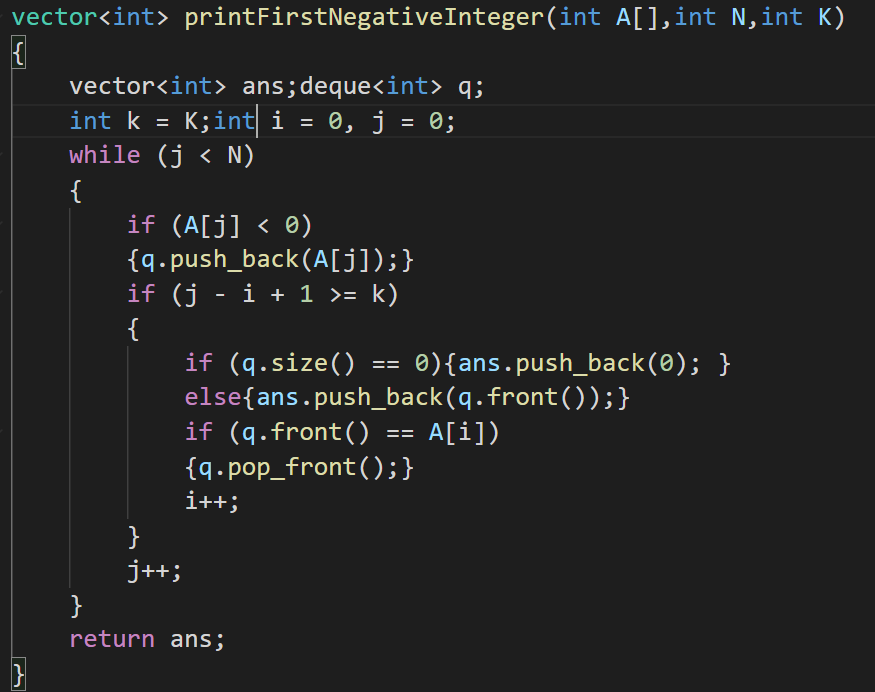 vector<int> printFirstNegativeInteger(int A[],int N,int K)
{
    vector<int> ans;deque<int> q;
    int k = K;int i = 0, j = 0;
    while (j < N)
    {
        if (A[j] < 0)
        {q.push_back(A[j]);}
        if (j - i + 1 >= k)
        {
            if (q.size() == 0){ans.push_back(0); }
            else{ans.push_back(q.front());}
            if (q.front() == A[i])
            {q.pop_front();}
            i++;
        }
        j++;
    }
    return ans;
}